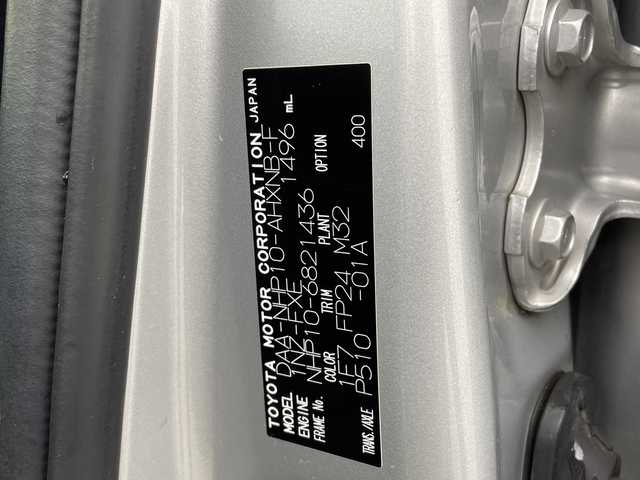 TOYOTA MOTOR CORPORATION JAPAN
MODEL DAA-NHP10-AHXNB-F
ENGINE 1NZ-FXE 1496 mL
FRAME No. NHP10-6821436
COLOR TRIM PLANT OPTION
1F7 FP24 M32
TRANS./AXLE P510 -01A 400